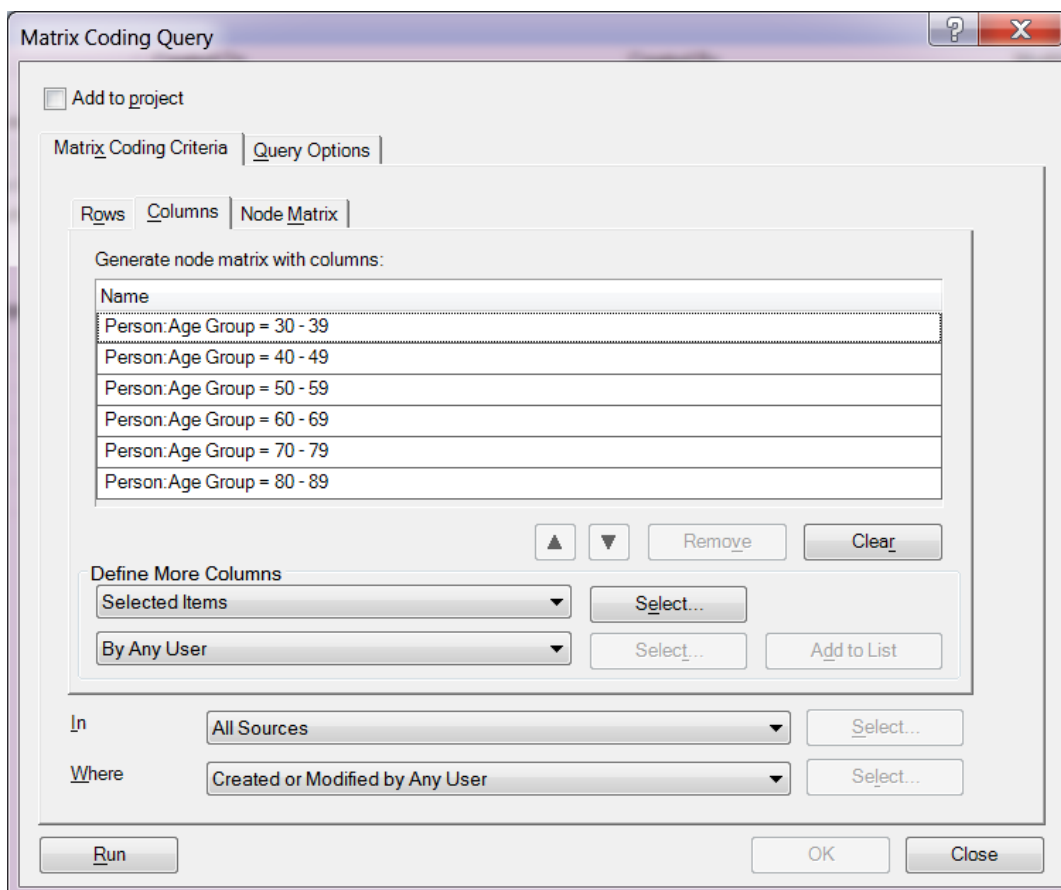 Matrix Coding Query
Add to project
Matrix Coding Criteria Query Options
Rows Columns Node Matrix
Generate node matrix with columns:
Name
Person:Age Group = 30 - 39
Person:Age Group = 40 - 49
Person:Age Group = 50 - 59
Person:Age Group = 60 - 69
Person:Age Group = 70 - 79
Person:Age Group = 80 - 89
Remove Clear
Define More Columns
Selected Items Select...
By Any User Select... Add to List
In All Sources Select...
Where Created or Modified by Any User Select...
Run OK Close